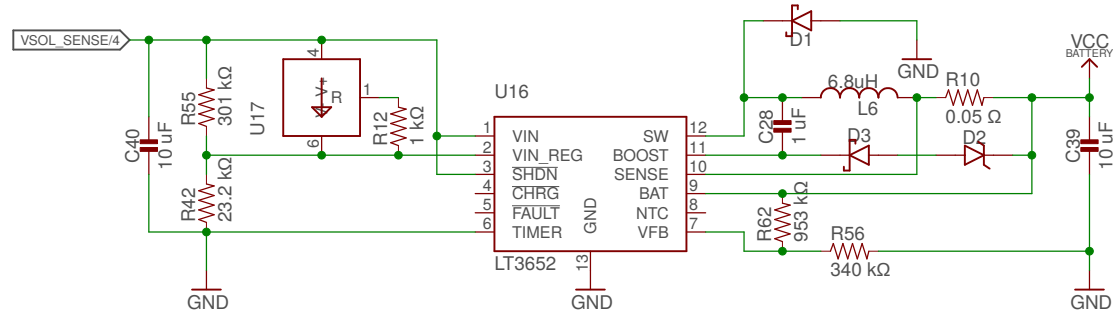 VSOL_SENSE/4
D1
VCC
BATTERY
GND
4
V+
R
1
6
U17
R55
301 kΩ
R12
1 kΩ
C40
10 uF
R42
23.2 kΩ
U16
6.8uH
L6
R10
0.05 Ω
C28
1 uF
D3
D2
C39
10 uF
1 VIN
2 VIN_REG
3 SHDN
4 CHRG
5 FAULT
6 TIMER
SW 12
BOOST 11
SENSE 10
BAT 9
NTC 8
VFB 7
GND
13
LT3652
R62
953 kΩ
R56
340 kΩ
GND
GND
GND